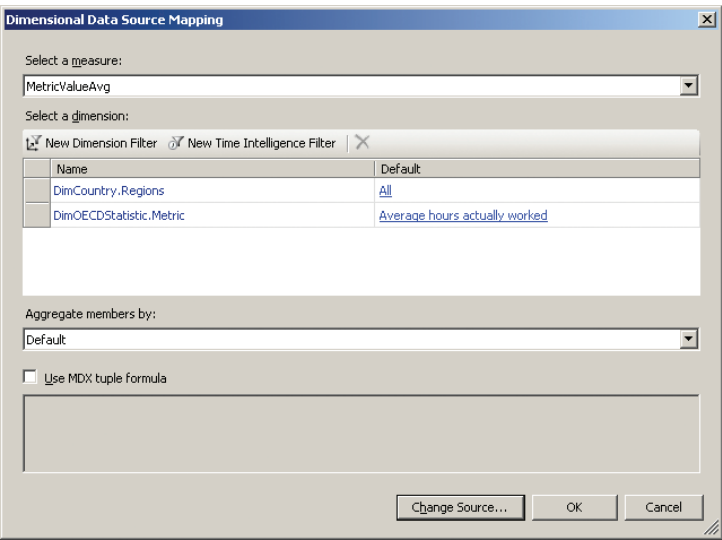 Dimensional Data Source Mapping
Select a measure:
MetricValueAvg
Select a dimension:
New Dimension Filter New Time Intelligence Filter
Name Default
DimCountry.Regions All
DimOECDStatistic.Metric Average hours actually worked
Aggregate members by:
Default
Use MDX tuple formula
Change Source... OK Cancel